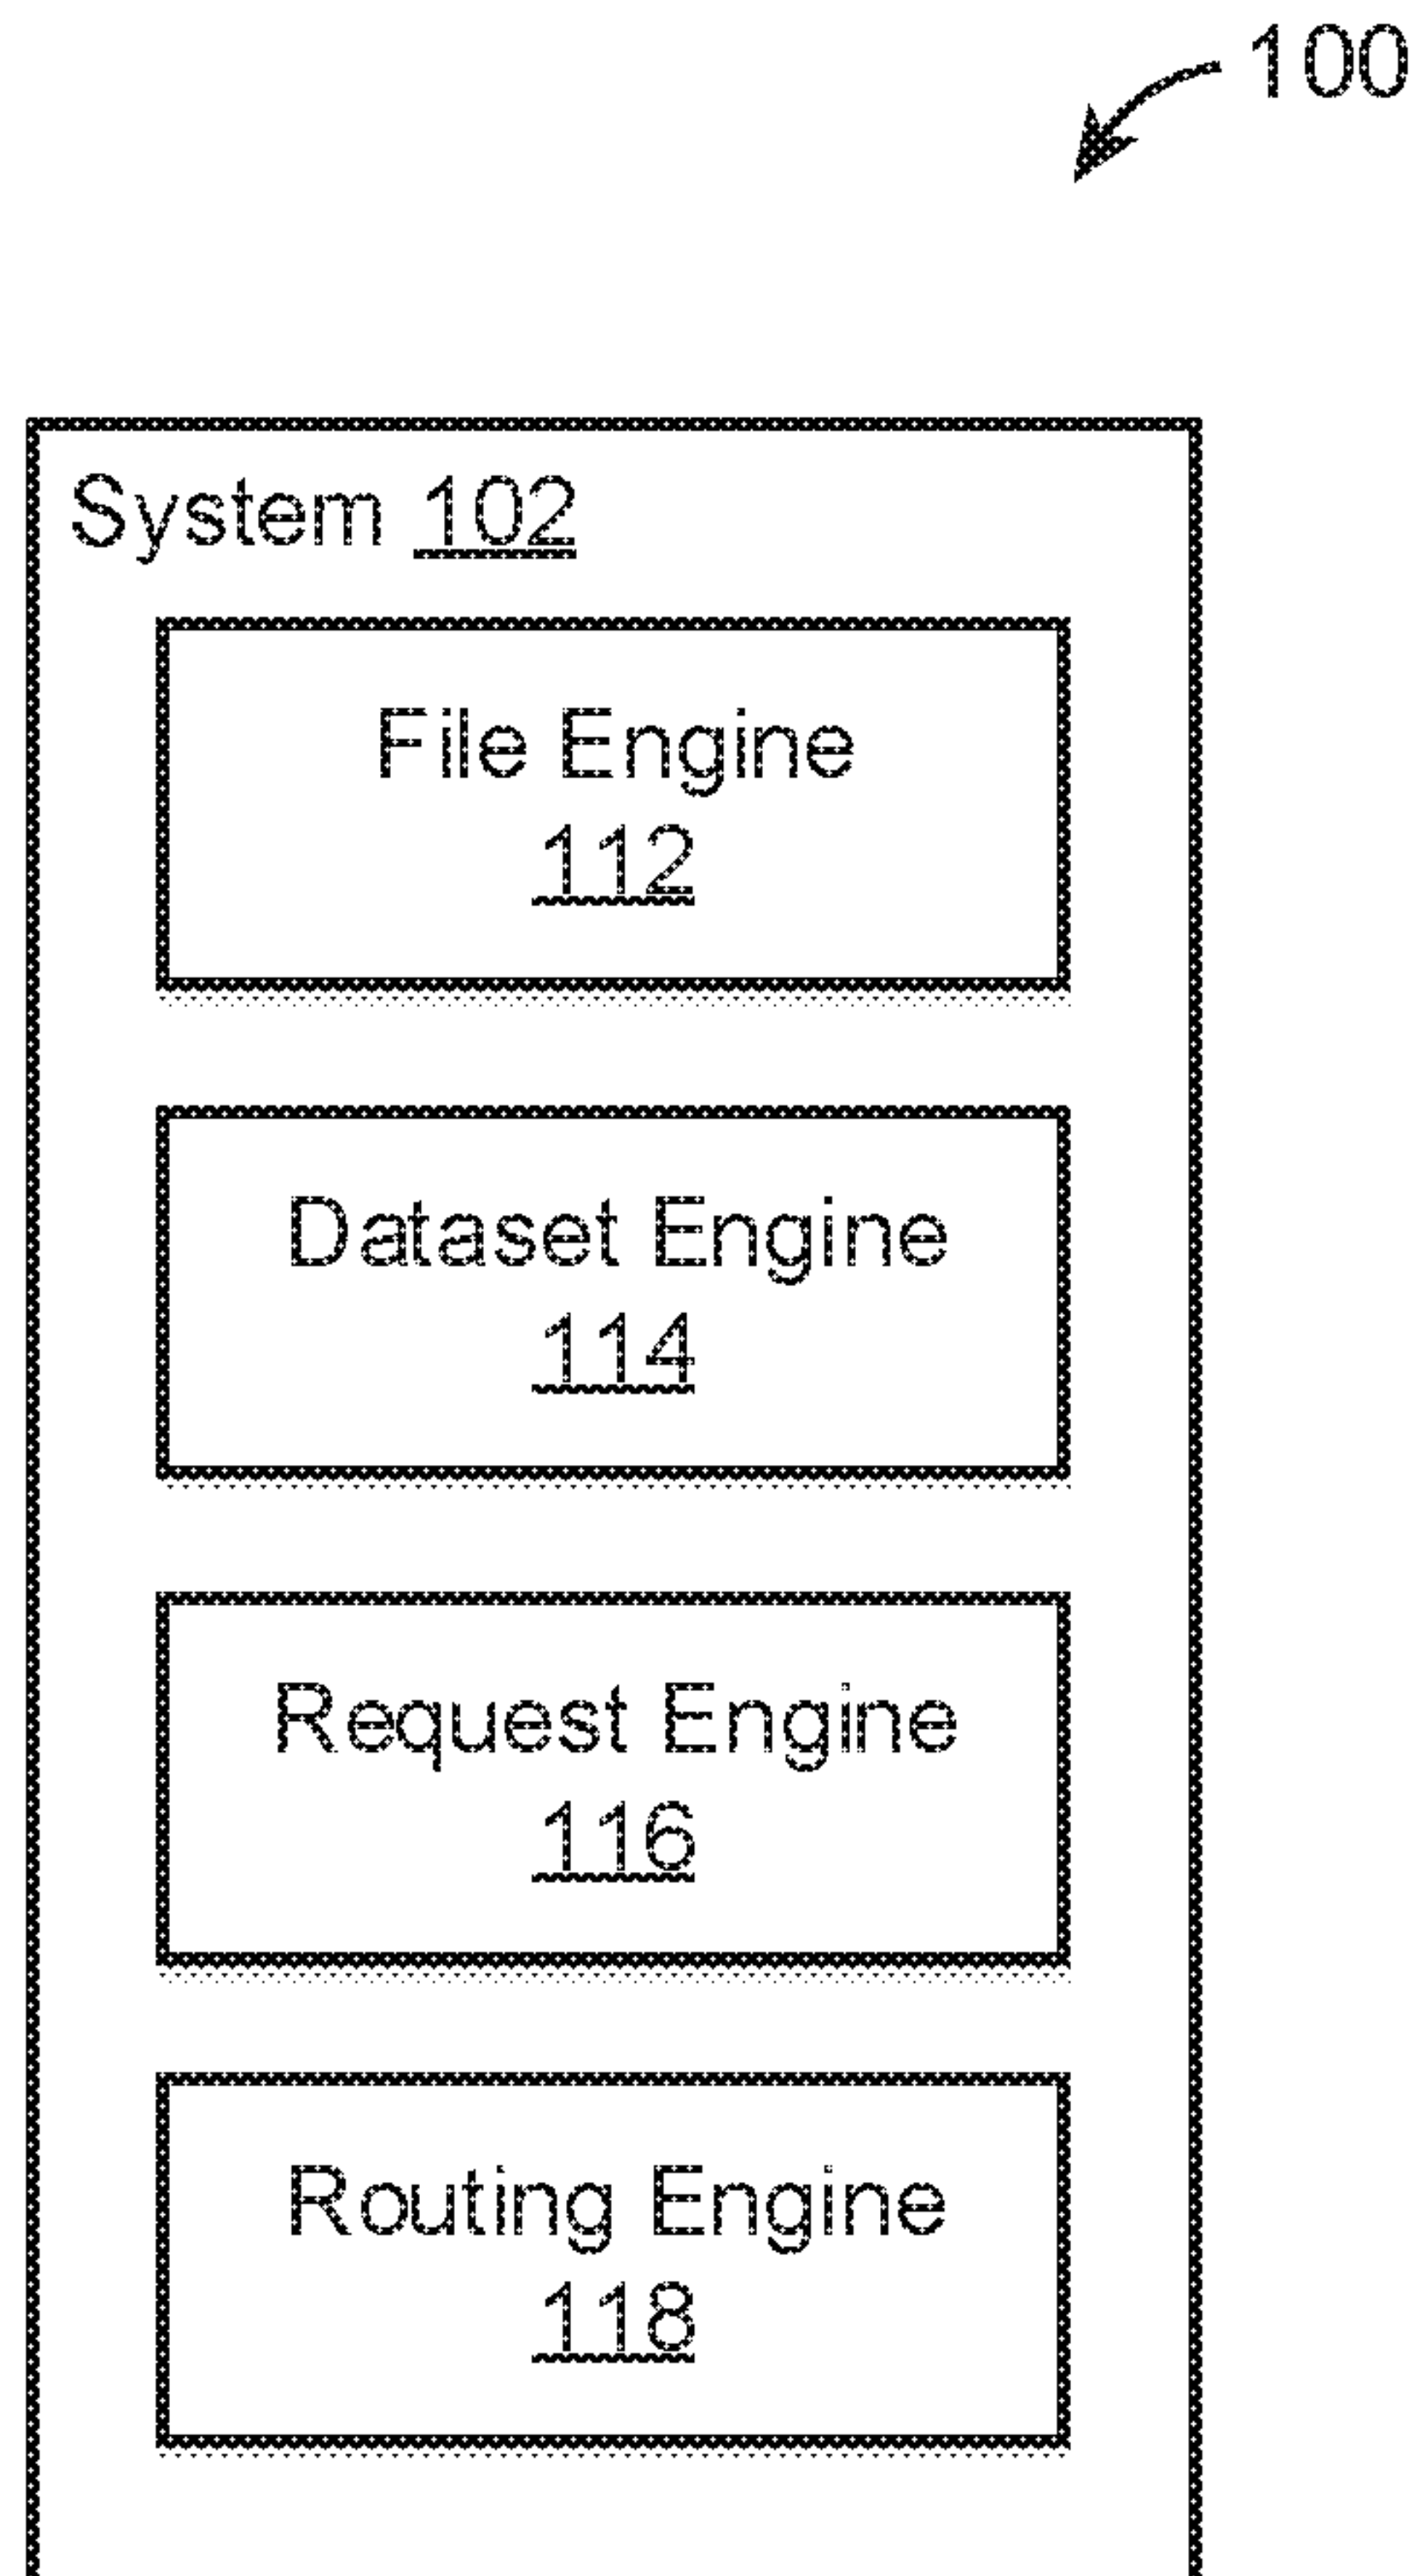 100
System 102
File Engine
112
Dataset Engine
114
Request Engine
116
Routing Engine
118